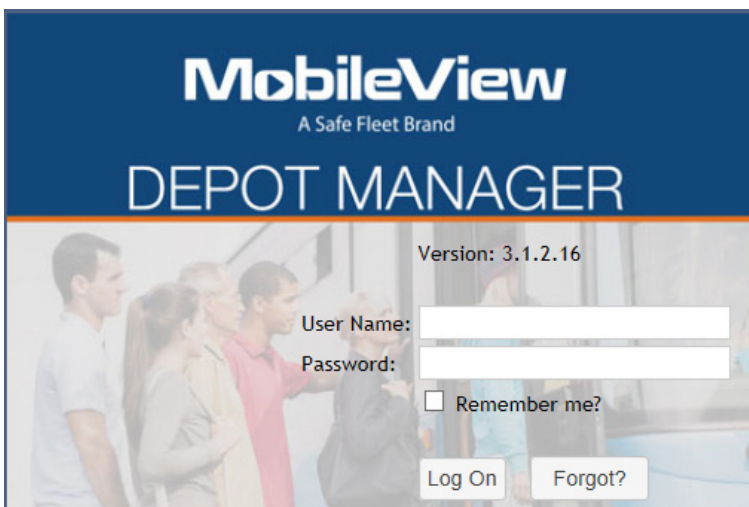 MobileView
A Safe Fleet Brand
DEPOT MANAGER
Version: 3.1.2.16
User Name:
Password:
Remember me?
Log On Forgot?